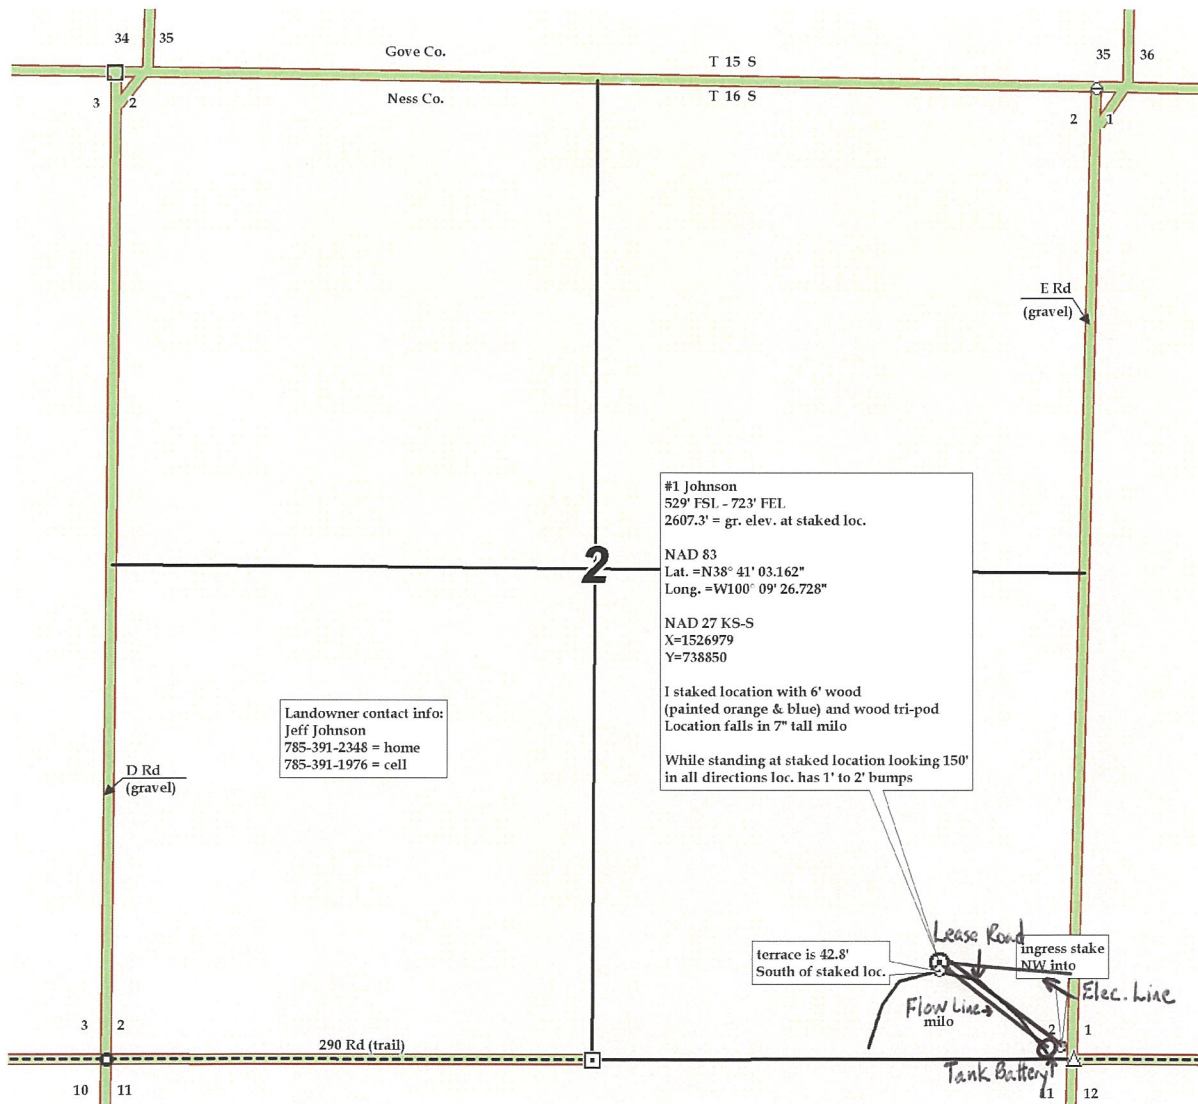 34 35
Gove Co.
T 15 S
35 36
3 2
Ness Co.
T 16 S
2 1
E Rd
(gravel)
#1 Johnson
529' FSL - 723' FEL
2607.3' = gr. elev. at staked loc.
NAD 83
Lat. =N38° 41' 03.162"
Long. =W100° 09' 26.728"
NAD 27 KS-S
X=1526979
Y=738850
I staked location with 6' wood
(painted orange & blue) and wood tri-pod
Location falls in 7" tall milo
While standing at staked location looking 150'
in all directions loc. has 1' to 2' bumps
2
Landowner contact info:
Jeff Johnson
785-391-2348 = home
785-391-1976 = cell
D Rd
(gravel)
Lease Road
terrace is 42.8'
South of staked loc.
ingress stake
NW into
Elec. Line
Flow Line
milo
3 2
290 Rd (trail)
2 1
Tank Battery
10 11
11 12